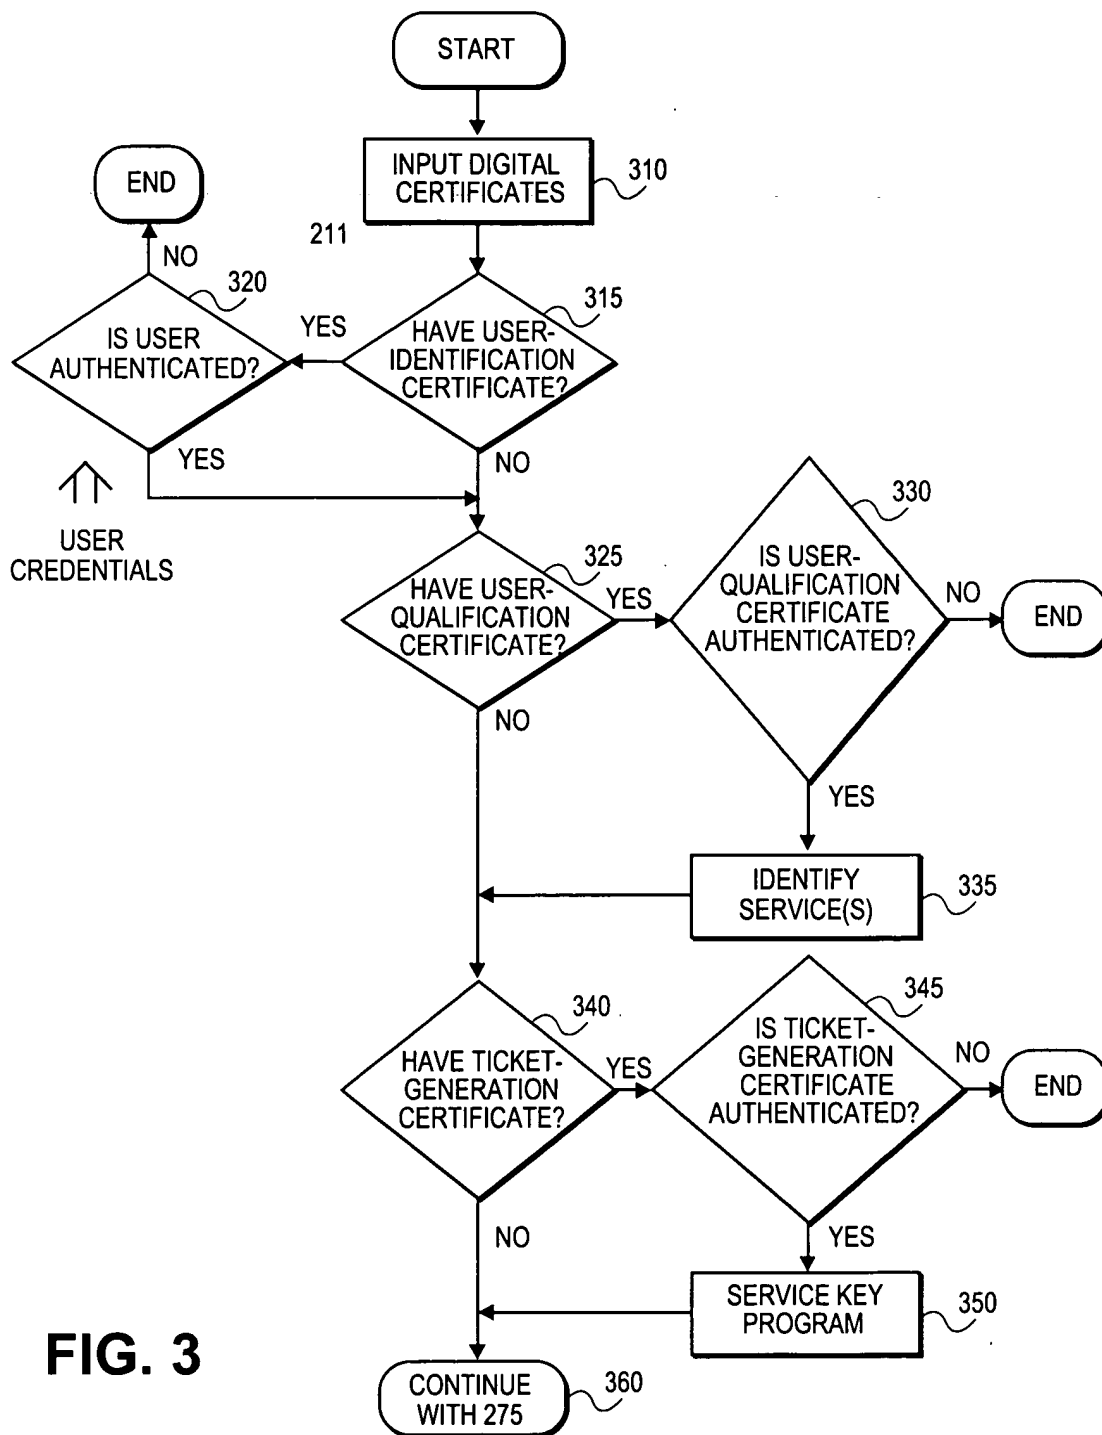 START
INPUT DIGITAL
CERTIFICATES
310
END
211
NO
320
315
IS USER
AUTHENTICATED?
YES
HAVE USER-
IDENTIFICATION
CERTIFICATE?
YES
NO
USER
CREDENTIALS
330
325
HAVE USER-
QUALIFICATION
CERTIFICATE?
YES
IS USER-
QUALIFICATION
CERTIFICATE
AUTHENTICATED?
NO
END
NO
YES
IDENTIFY
SERVICE(S)
335
340
345
HAVE TICKET-
GENERATION
CERTIFICATE?
YES
IS TICKET-
GENERATION
CERTIFICATE
AUTHENTICATED?
NO
END
NO
YES
SERVICE KEY
PROGRAM
350
FIG. 3
CONTINUE
WITH 275
360